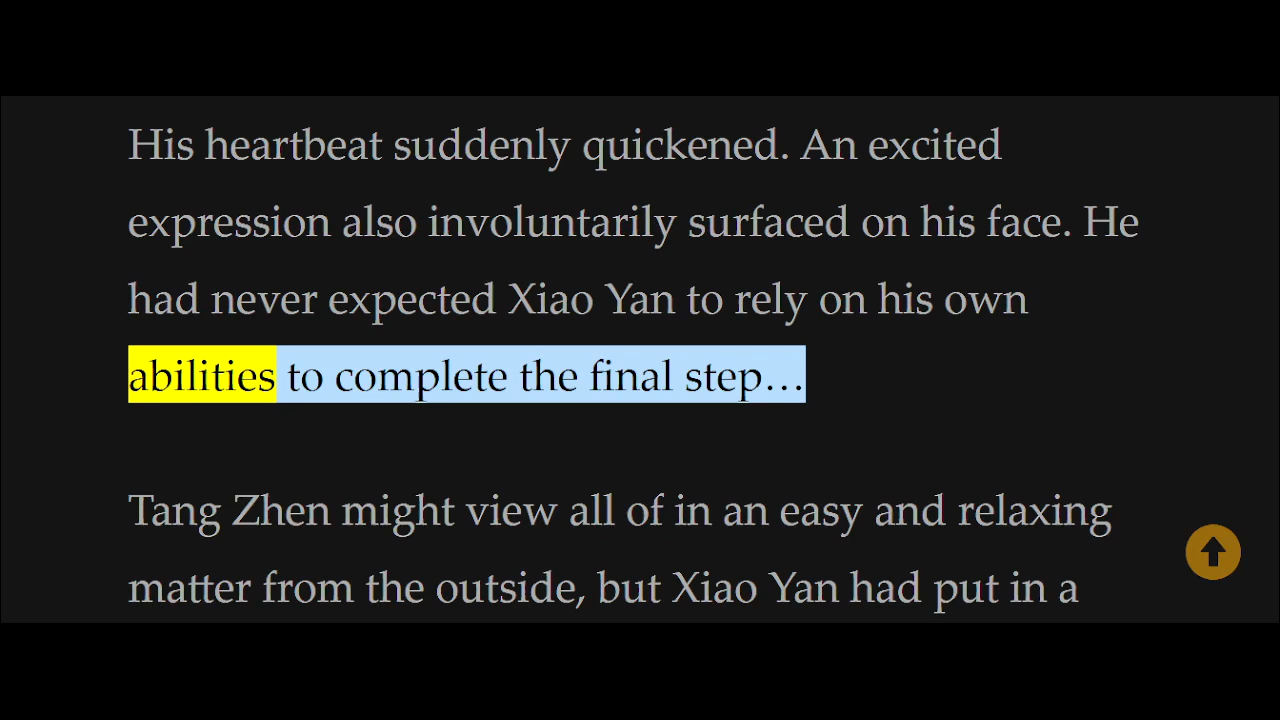 His heartbeat suddenly quickened. An excited
expression also involuntarily surfaced on his face. He
had never expected Xiao Yan to rely on his own
abilities to complete the final step…
Tang Zhen might view all of in an easy and relaxing
matter from the outside, but Xiao Yan had put in a